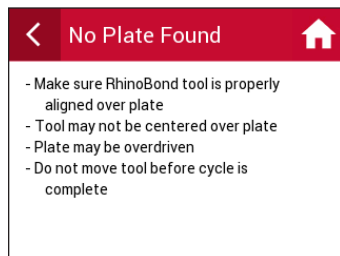 No Plate Found
- Make sure RhinoBond tool is properly
aligned over plate
- Tool may not be centered over plate
- Plate may be overdriven
- Do not move tool before cycle is
complete